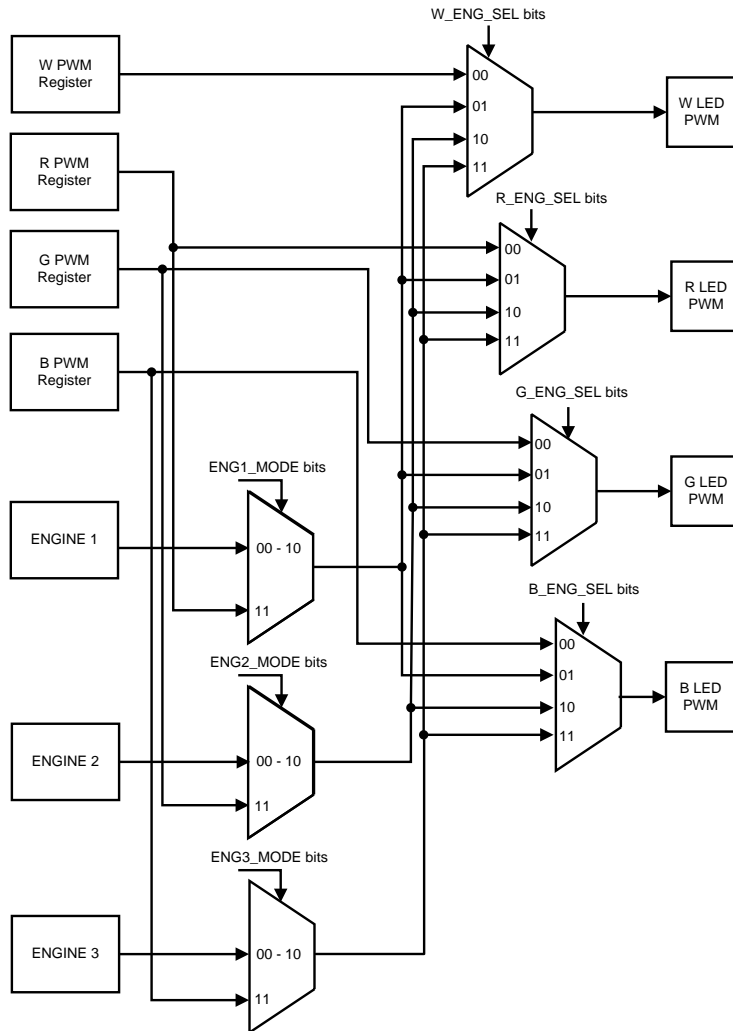 W_ENG_SEL bits
W PWM
Register
00
01
10
11
W LED
PWM
R PWM
Register
R_ENG_SEL bits
00
01
10
11
R LED
PWM
G PWM
Register
B PWM
Register
G_ENG_SEL bits
00
01
10
11
G LED
PWM
ENG1_MODE bits
ENGINE 1
00 - 10
11
B_ENG_SEL bits
00
01
10
11
B LED
PWM
ENG2_MODE bits
ENGINE 2
00 - 10
11
ENG3_MODE bits
ENGINE 3
00 - 10
11